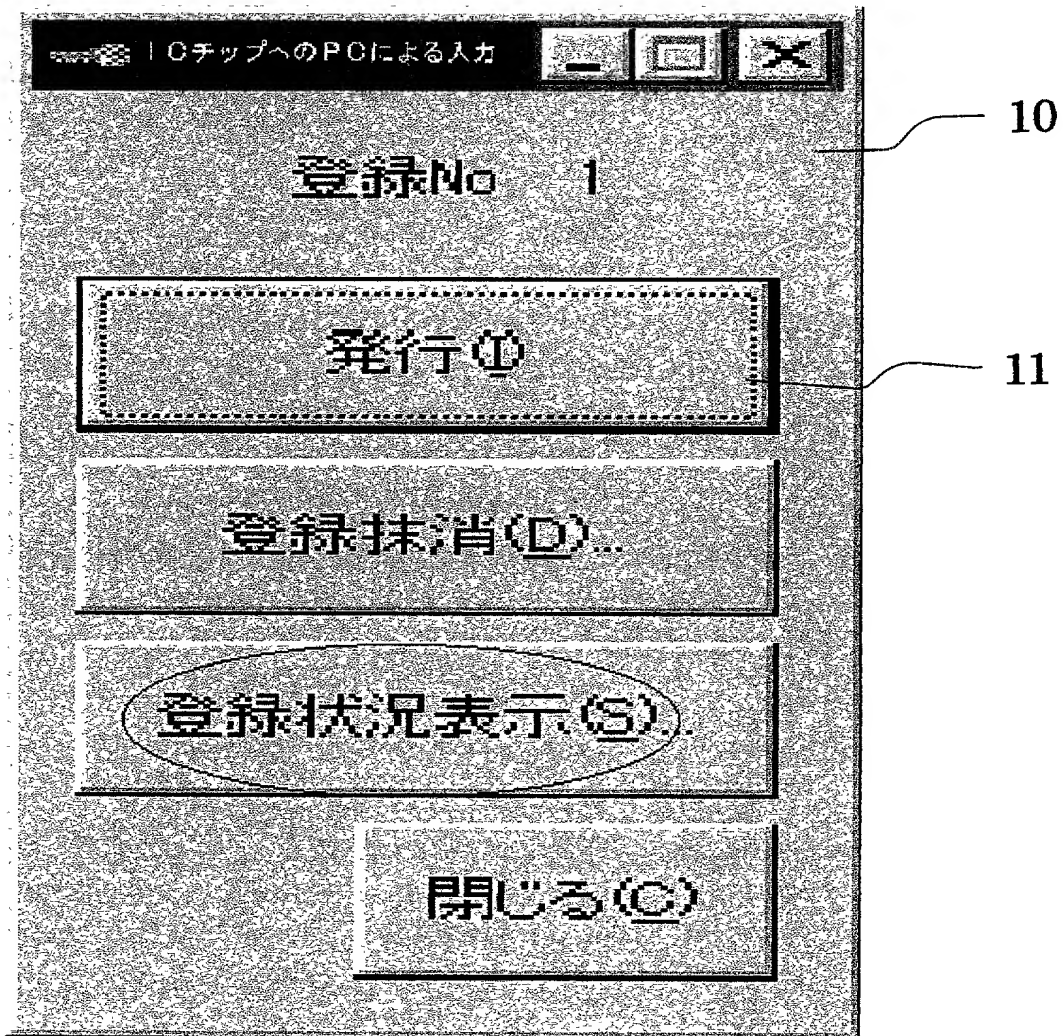 ICチップへのPCによる入力
10
登録No 1
発行(I)
11
登録抹消(D)...
登録状況表示(S)...
閉じる(C)